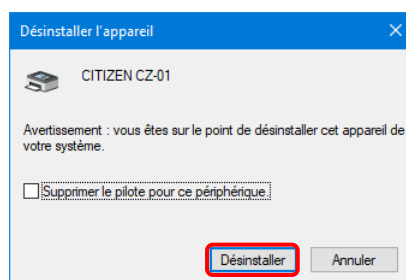 Désinstaller l'appareil
CITIZEN CZ-01
Avertissement : vous êtes sur le point de désinstaller cet appareil de
votre système.
Supprimer le pilote pour ce périphérique.
Désinstaller
Annuler